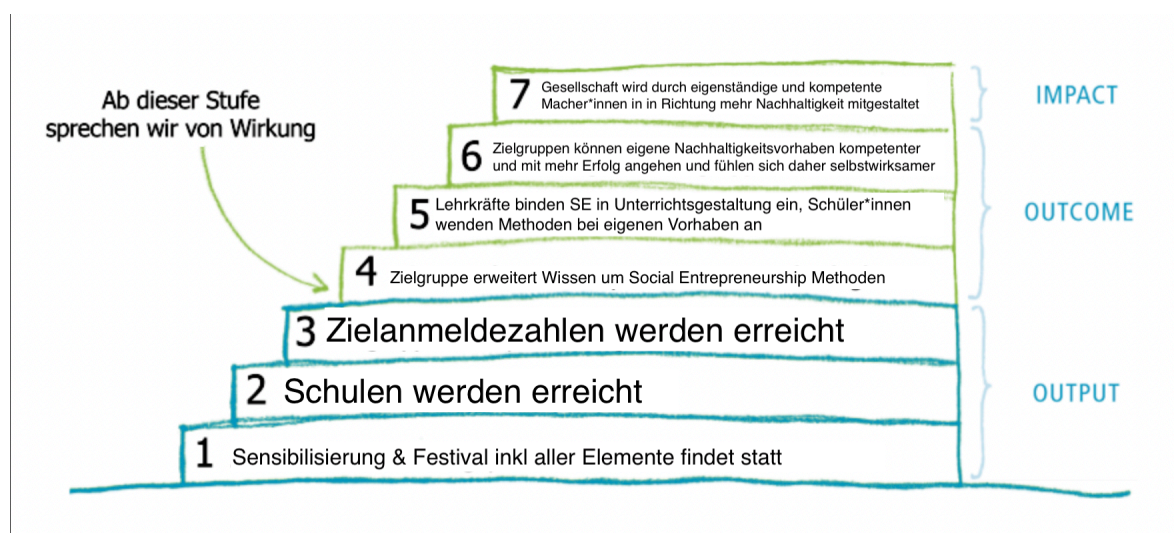 7 Gesellschaft wird durch eigenständige und kompetente
Macher*innen in in Richtung mehr Nachhaltigkeit mitgestaltet
IMPACT
Ab dieser Stufe
sprechen wir von Wirkung
6 Zielgruppen können eigene Nachhaltigkeitsvorhaben kompetenter
und mit mehr Erfolg angehen und fühlen sich daher selbstwirksamer
5 Lehrkräfte binden SE in Unterrichtsgestaltung ein, Schüler*innen
wenden Methoden bei eigenen Vorhaben an
OUTCOME
4 Zielgruppe erweitert Wissen um Social Entrepreneurship Methoden
3 Zielanmeldezahlen werden erreicht
2 Schulen werden erreicht
OUTPUT
1 Sensibilisierung & Festival inkl aller Elemente findet statt